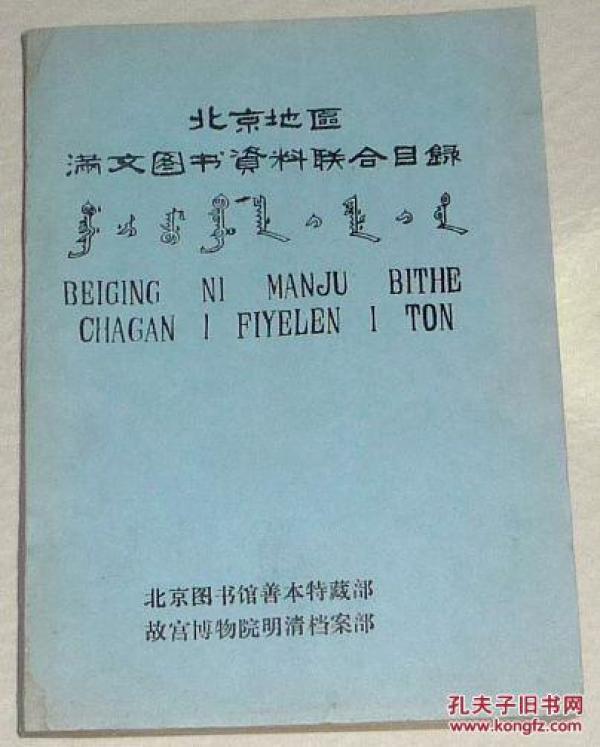 北京地區
满文图书資料联合目録
BEIGING NI MANJU BITHE
CHAGAN I FIYELEN I TON
北京图书馆善本特藏部
故宫博物院明清档案部
孔夫子旧书网
www.kongfz.com